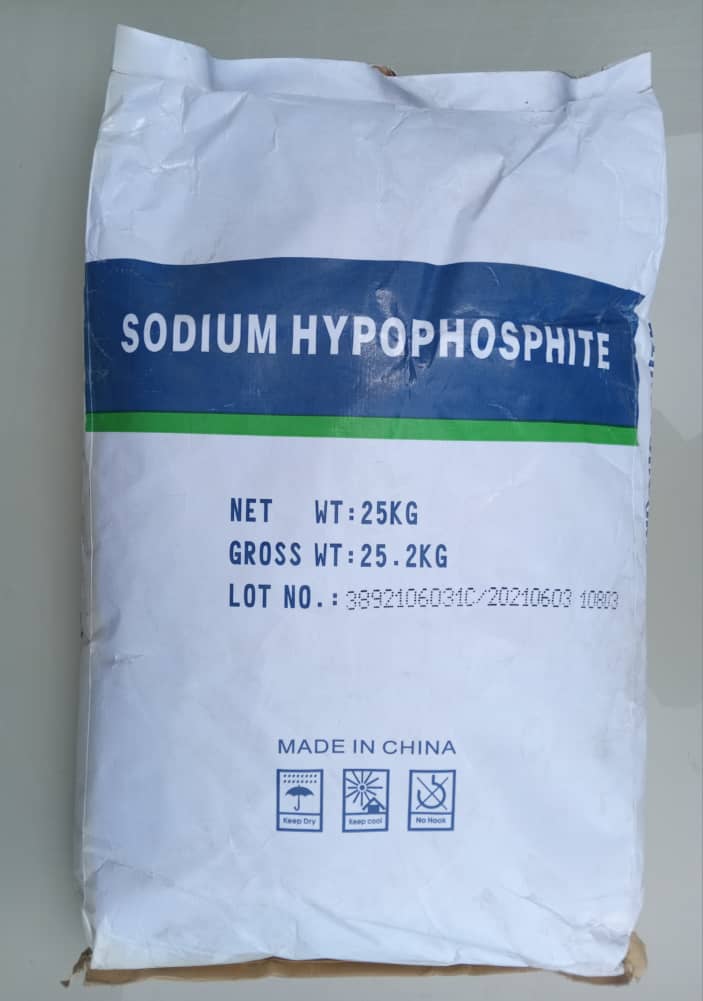 SODIUM HYPOPHOSPHITE
NET WT:25KG
GROSS WT:25.2KG
LOT NO.: 3892106031C/20210603 10803
MADE IN CHINA
Keep Dry
Keep cool
No Hook